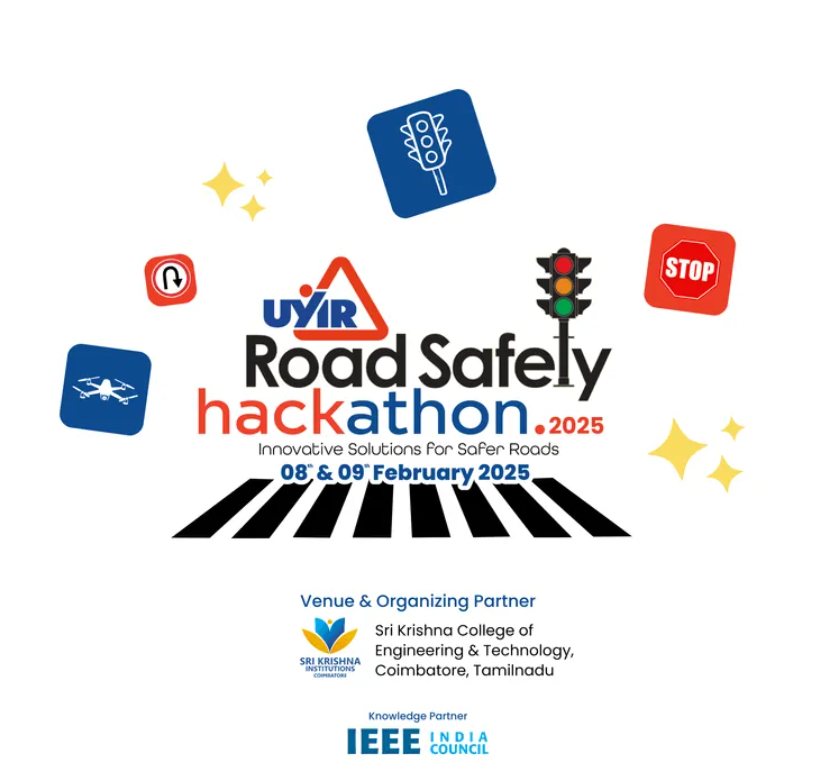 STOP
UYIR
Road Safety
hackathon.2025
Innovative Solutions for Safer Roads
08th & 09th February 2025
Venue & Organizing Partner
SRI KRISHNA
INSTITUTIONS
COIMBATORE
Sri Krishna College of
Engineering & Technology,
Coimbatore, Tamilnadu
Knowledge Partner
IEEE INDIA
COUNCIL